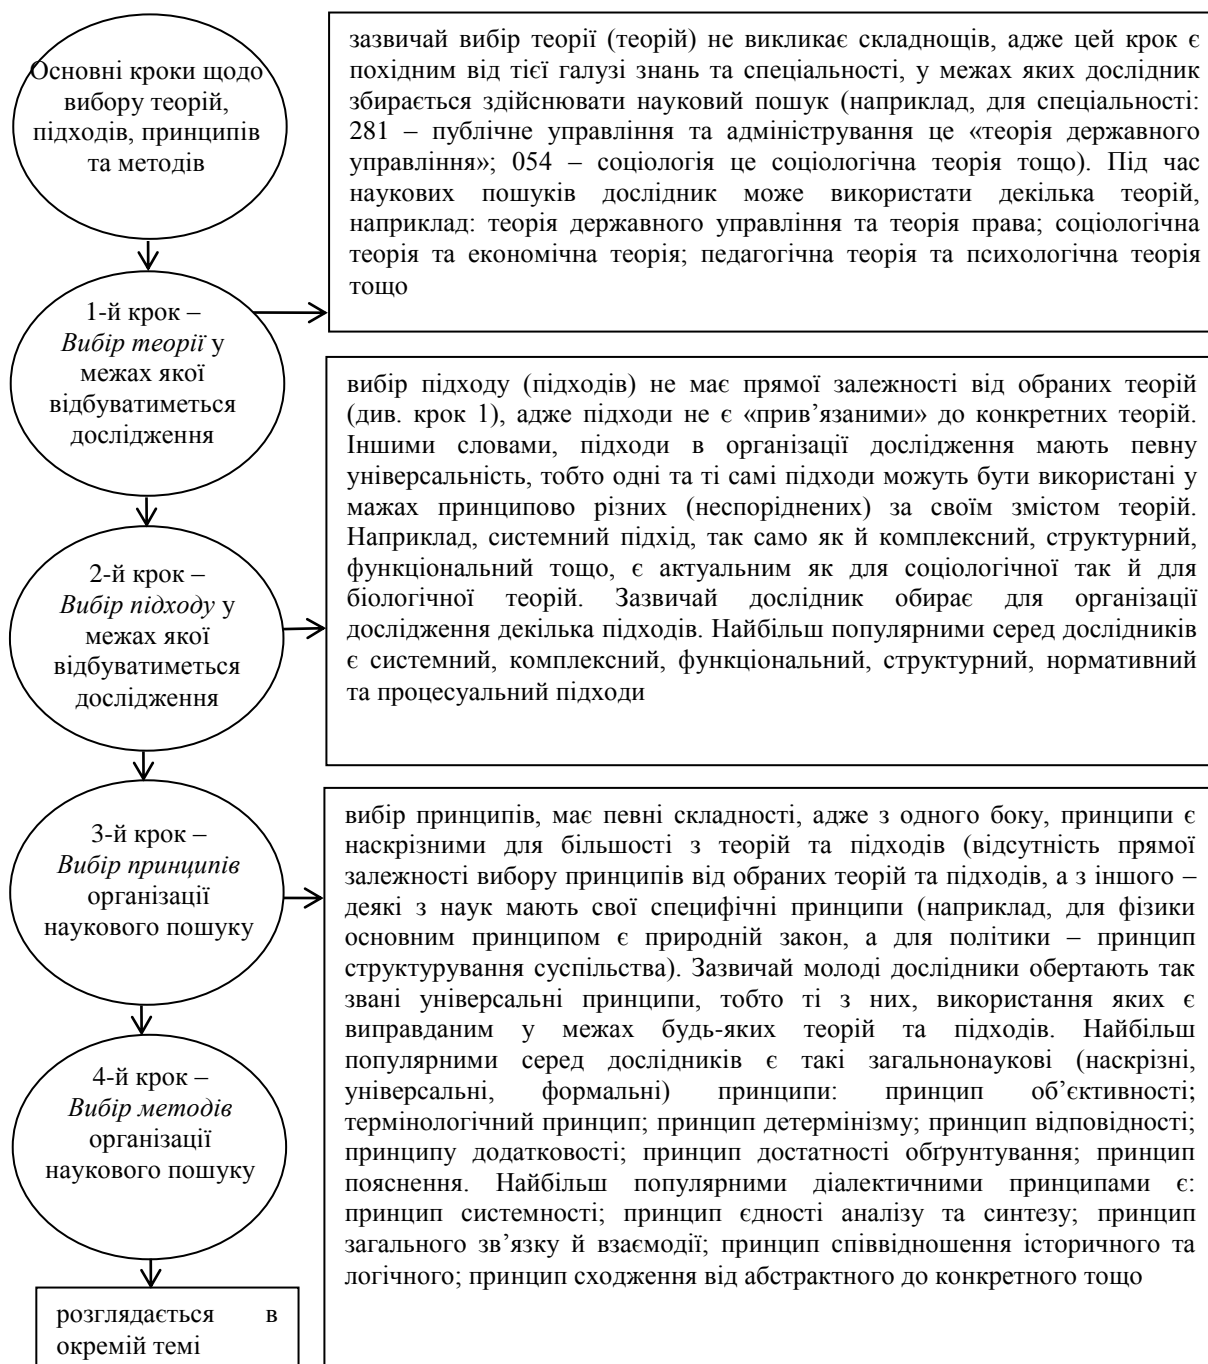 Основні кроки щодо
вибору теорій,
підходів, принципів
та методів
зазвичай вибір теорії (теорій) не викликає складнощів, адже цей крок є
похідним від тієї галузі знань та спеціальності, у межах яких дослідник
збирається здійснювати науковий пошук (наприклад, для спеціальності:
281 – публічне управління та адміністрування це «теорія державного
управління»; 054 – соціологія це соціологічна теорія тощо). Під час
наукових пошуків дослідник може використати декілька теорій,
наприклад: теорія державного управління та теорія права; соціологічна
теорія та економічна теорія; педагогічна теорія та психологічна теорія
тощо
1-й крок –
Вибір теорії у
межах якої
відбуватиметься
дослідження
вибір підходу (підходів) не має прямої залежності від обраних теорій
(див. крок 1), адже підходи не є «прив’язаними» до конкретних теорій.
Іншими словами, підходи в організації дослідження мають певну
універсальність, тобто одні та ті самі підходи можуть бути використані у
мажах принципово різних (неспоріднених) за своїм змістом теорій.
Наприклад, системний підхід, так само як й комплексний, структурний,
функціональний тощо, є актуальним як для соціологічної так й для
біологічної теорій. Зазвичай дослідник обирає для організації
дослідження декілька підходів. Найбільш популярними серед дослідників
є системний, комплексний, функціональний, структурний, нормативний
та процесуальний підходи
2-й крок –
Вибір підходу у
межах якої
відбуватиметься
дослідження
3-й крок –
Вибір принципів
організації
наукового пошуку
вибір принципів, має певні складності, адже з одного боку, принципи є
наскрізними для більшості з теорій та підходів (відсутність прямої
залежності вибору принципів від обраних теорій та підходів, а з іншого –
деякі з наук мають свої специфічні принципи (наприклад, для фізики
основним принципом є природній закон, а для політики – принцип
структурування суспільства). Зазвичай молоді дослідники обертають так
звані універсальні принципи, тобто ті з них, використання яких є
виправданим у межах будь-яких теорій та підходів. Найбільш
популярними серед дослідників є такі загальнонаукові (наскрізні,
універсальні, формальні) принципи: принцип об’єктивності;
термінологічний принцип; принцип детермінізму; принцип відповідності;
принципу додатковості; принцип достатності обґрунтування; принцип
пояснення. Найбільш популярними діалектичними принципами є:
принцип системності; принцип єдності аналізу та синтезу; принцип
загального зв’язку й взаємодії; принцип співвідношення історичного та
логічного; принцип сходження від абстрактного до конкретного тощо
4-й крок –
Вибір методів
організації
наукового пошуку
розглядається в
окремій темі